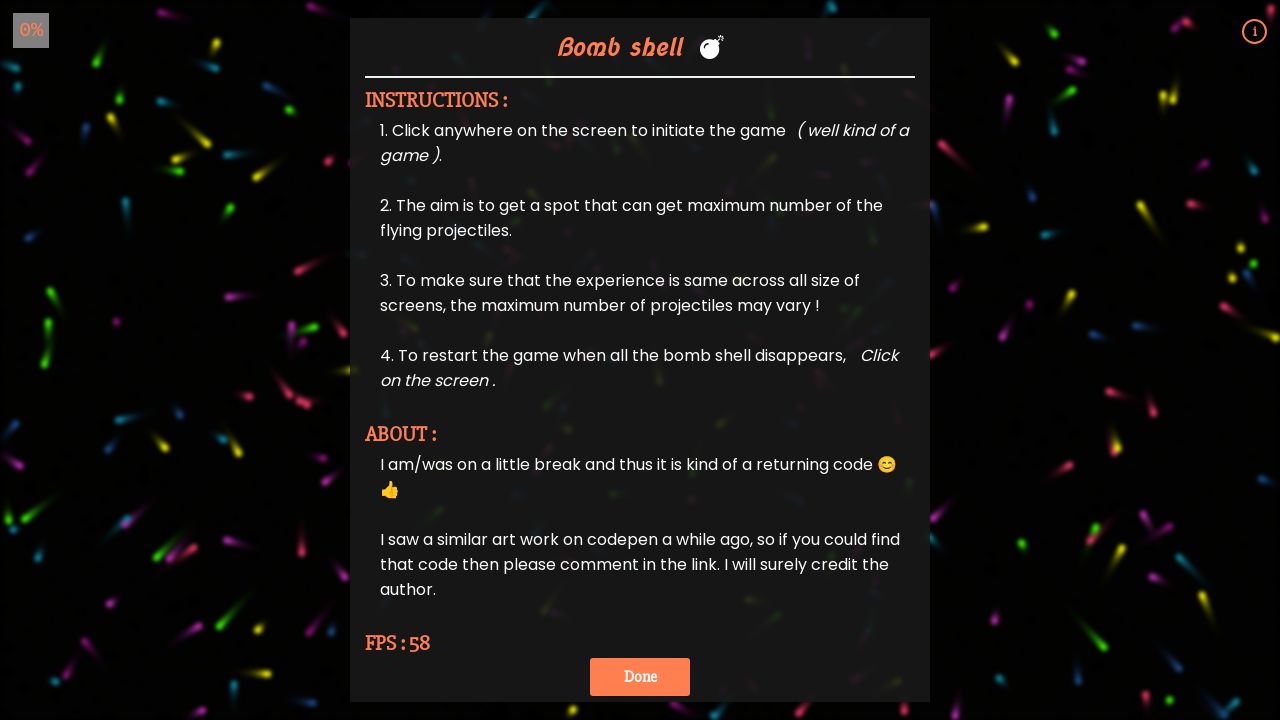 0%
i
Bomb shell 💣
INSTRUCTIONS :
1. Click anywhere on the screen to initiate the game ( well kind of a
game ).
2. The aim is to get a spot that can get maximum number of the
flying projectiles.
3. To make sure that the experience is same across all size of
screens, the maximum number of projectiles may vary !
4. To restart the game when all the bomb shell disappears, Click
on the screen .
ABOUT :
I am/was on a little break and thus it is kind of a returning code 😊
👍
I saw a similar art work on codepen a while ago, so if you could find
that code then please comment in the link. I will surely credit the
author.
FPS : 58
Done